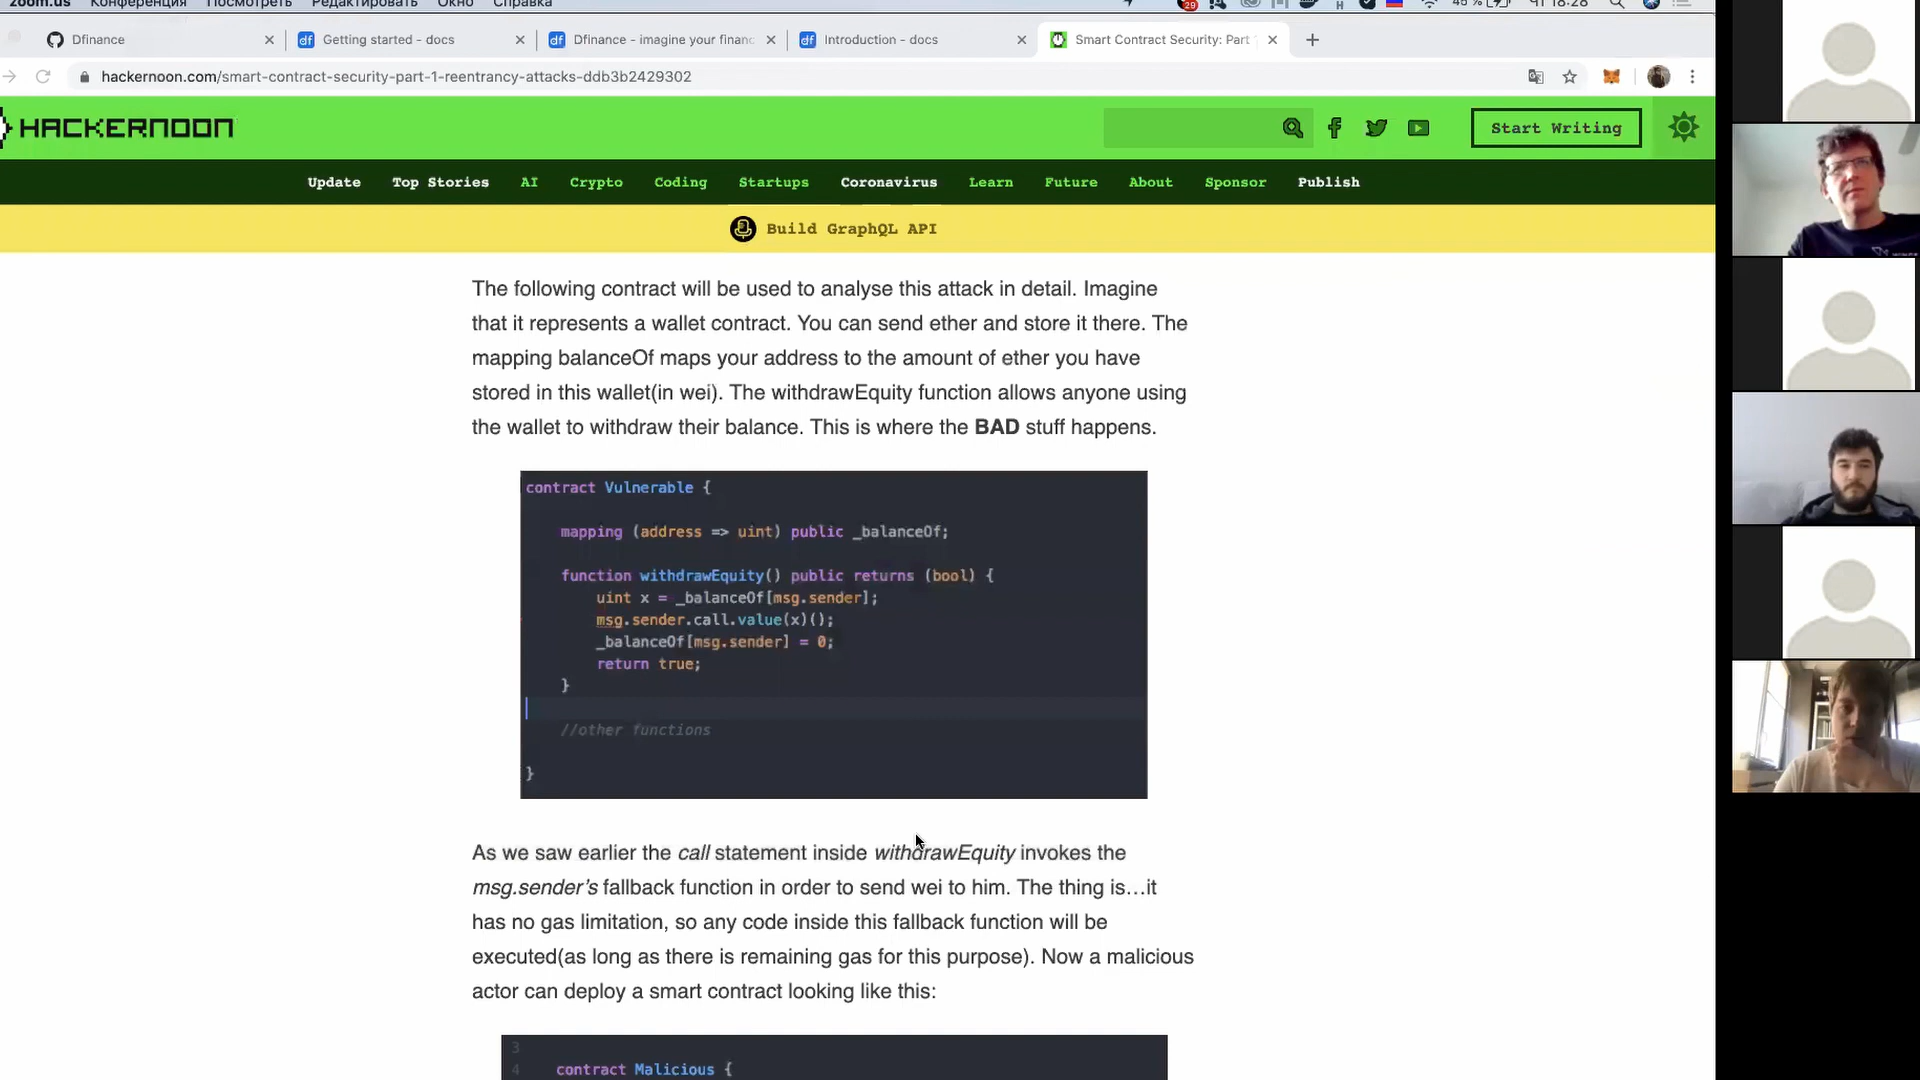 zoom.us Конференция Посмотреть Редактировать Окно Справка
29 Чт 18:28
Dfinance
Getting started - docs
Dfinance - imagine your financ
Introduction - docs
Smart Contract Security: Part
hackernoon.com/smart-contract-security-part-1-reentrancy-attacks-ddb3b2429302
HACKERNOON
Start Writing
Update Top Stories AI Crypto Coding Startups Coronavirus Learn Future About Sponsor Publish
Build GraphQL API
The following contract will be used to analyse this attack in detail. Imagine
that it represents a wallet contract. You can send ether and store it there. The
mapping balanceOf maps your address to the amount of ether you have
stored in this wallet(in wei). The withdrawEquity function allows anyone using
the wallet to withdraw their balance. This is where the BAD stuff happens.
contract Vulnerable {
mapping (address => uint) public _balanceOf;
function withdrawEquity() public returns (bool) {
uint x = _balanceOf[msg.sender];
msg.sender.call.value(x)();
_balanceOf[msg.sender] = 0;
return true;
}
//other functions
}
As we saw earlier the call statement inside withdrawEquity invokes the
msg.sender’s fallback function in order to send wei to him. The thing is…it
has no gas limitation, so any code inside this fallback function will be
executed(as long as there is remaining gas for this purpose). Now a malicious
actor can deploy a smart contract looking like this:
3
4 contract Malicious {